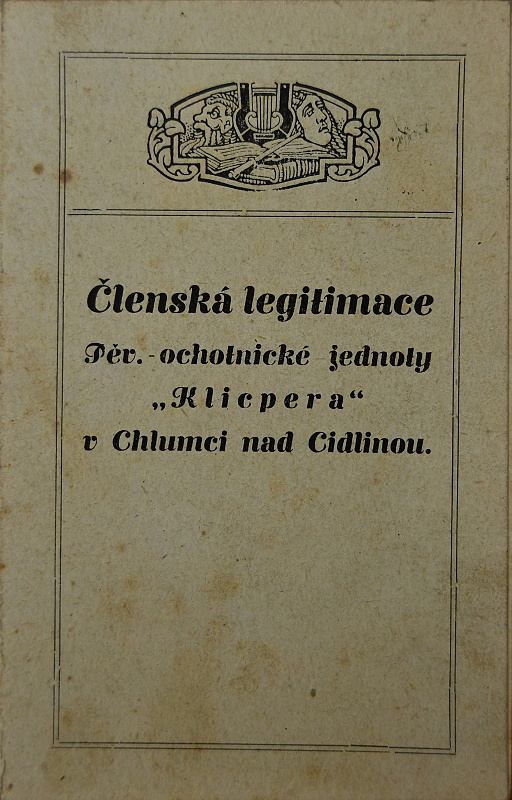 Členská legitimace
Pěv.-ochotnické jednoty
„Klicpera“
v Chlumci nad Cidlinou.